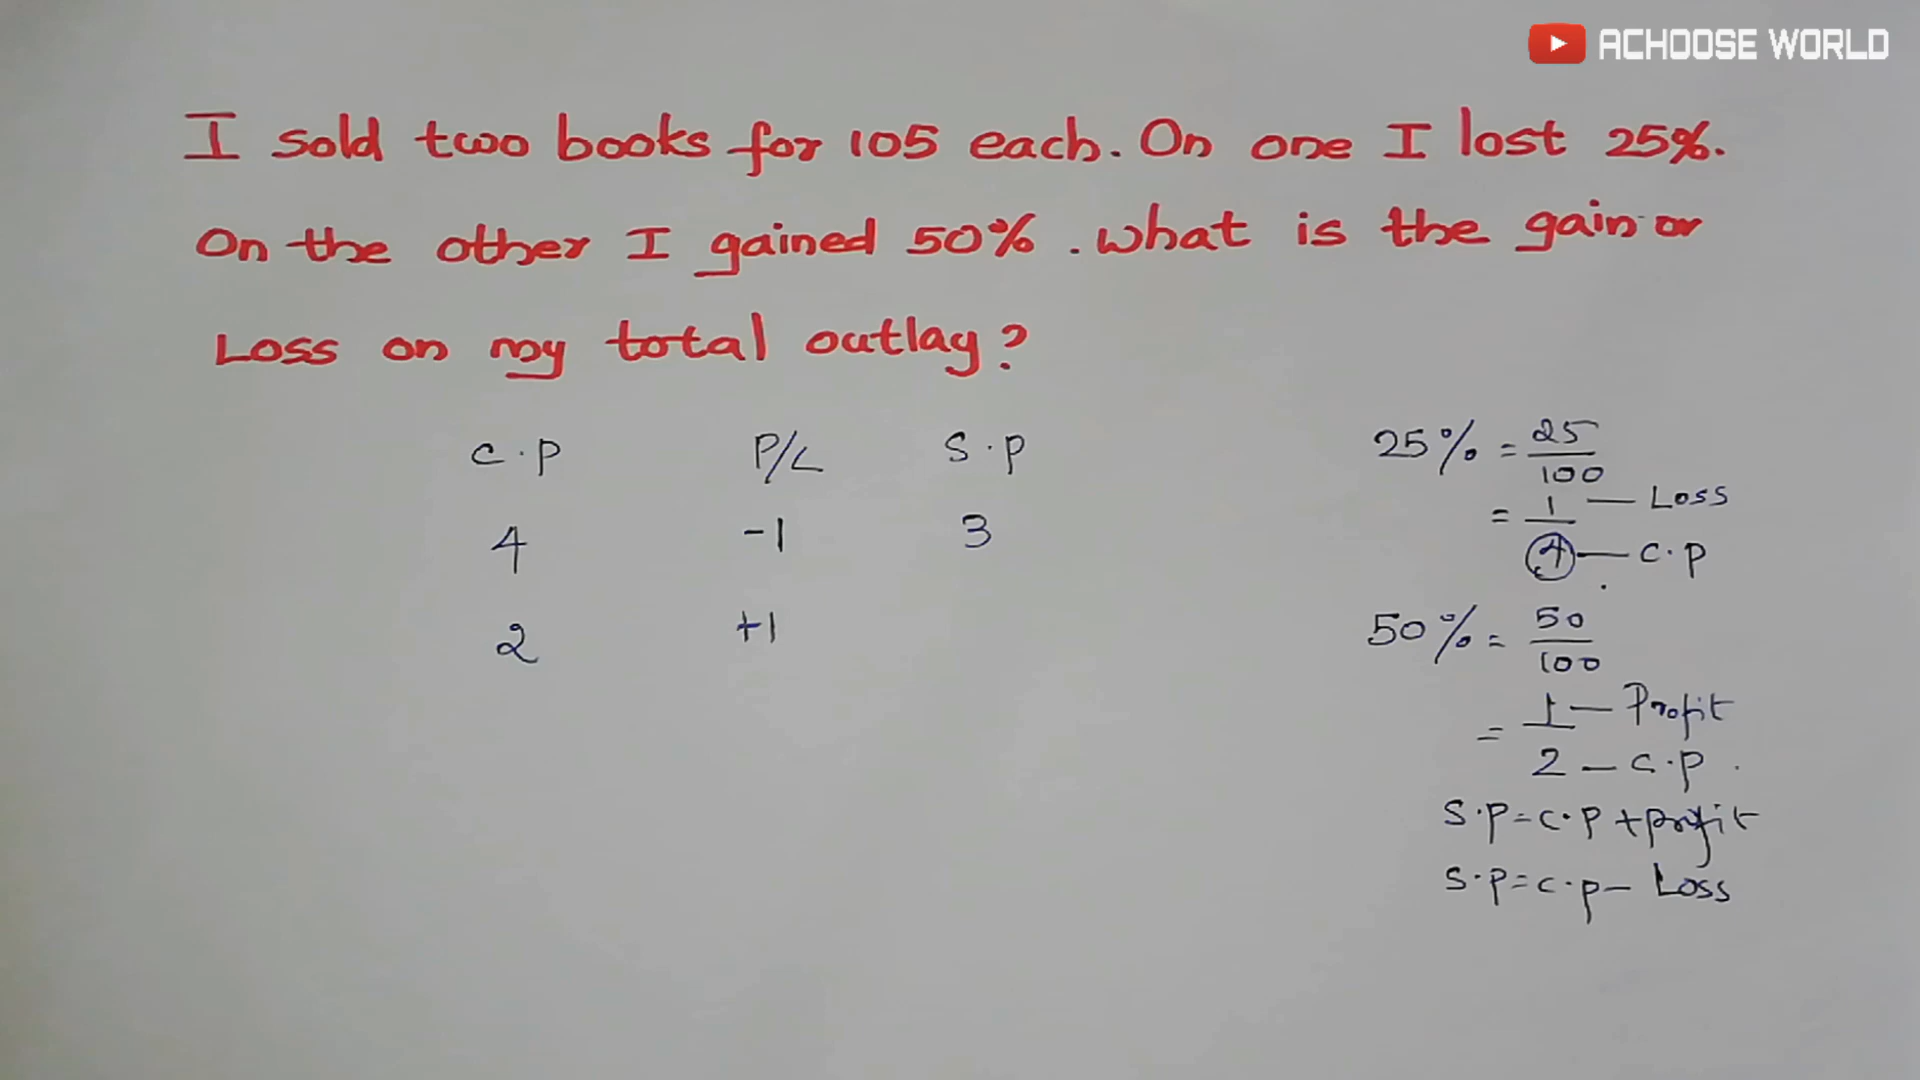 ACHOOSE WORLD
I sold two books for 105 each. On one I lost 25%.
On the other I gained 50%. what is the gain or
Loss on my total outlay?
C.P P/L S.P
4 -1 3
2 +1
25% = 25/100
= 1/4 — Loss — C.P
50% = 50/100
= 1/2 — Profit — C.P
S.P = C.P + Profit
S.P = C.P - Loss